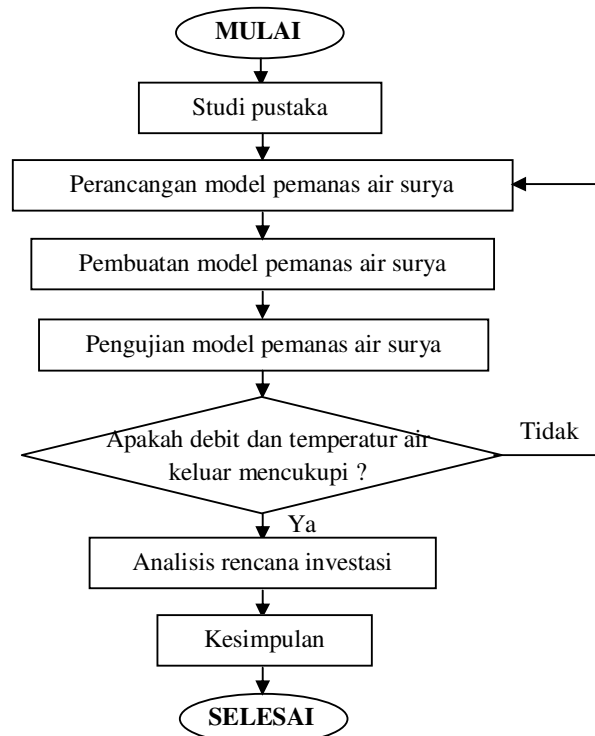 MULAI
Studi pustaka
Perancangan model pemanas air surya
Pembuatan model pemanas air surya
Pengujian model pemanas air surya
Apakah debit dan temperatur air
keluar mencukupi ?
Tidak
Ya
Analisis rencana investasi
Kesimpulan
SELESAI